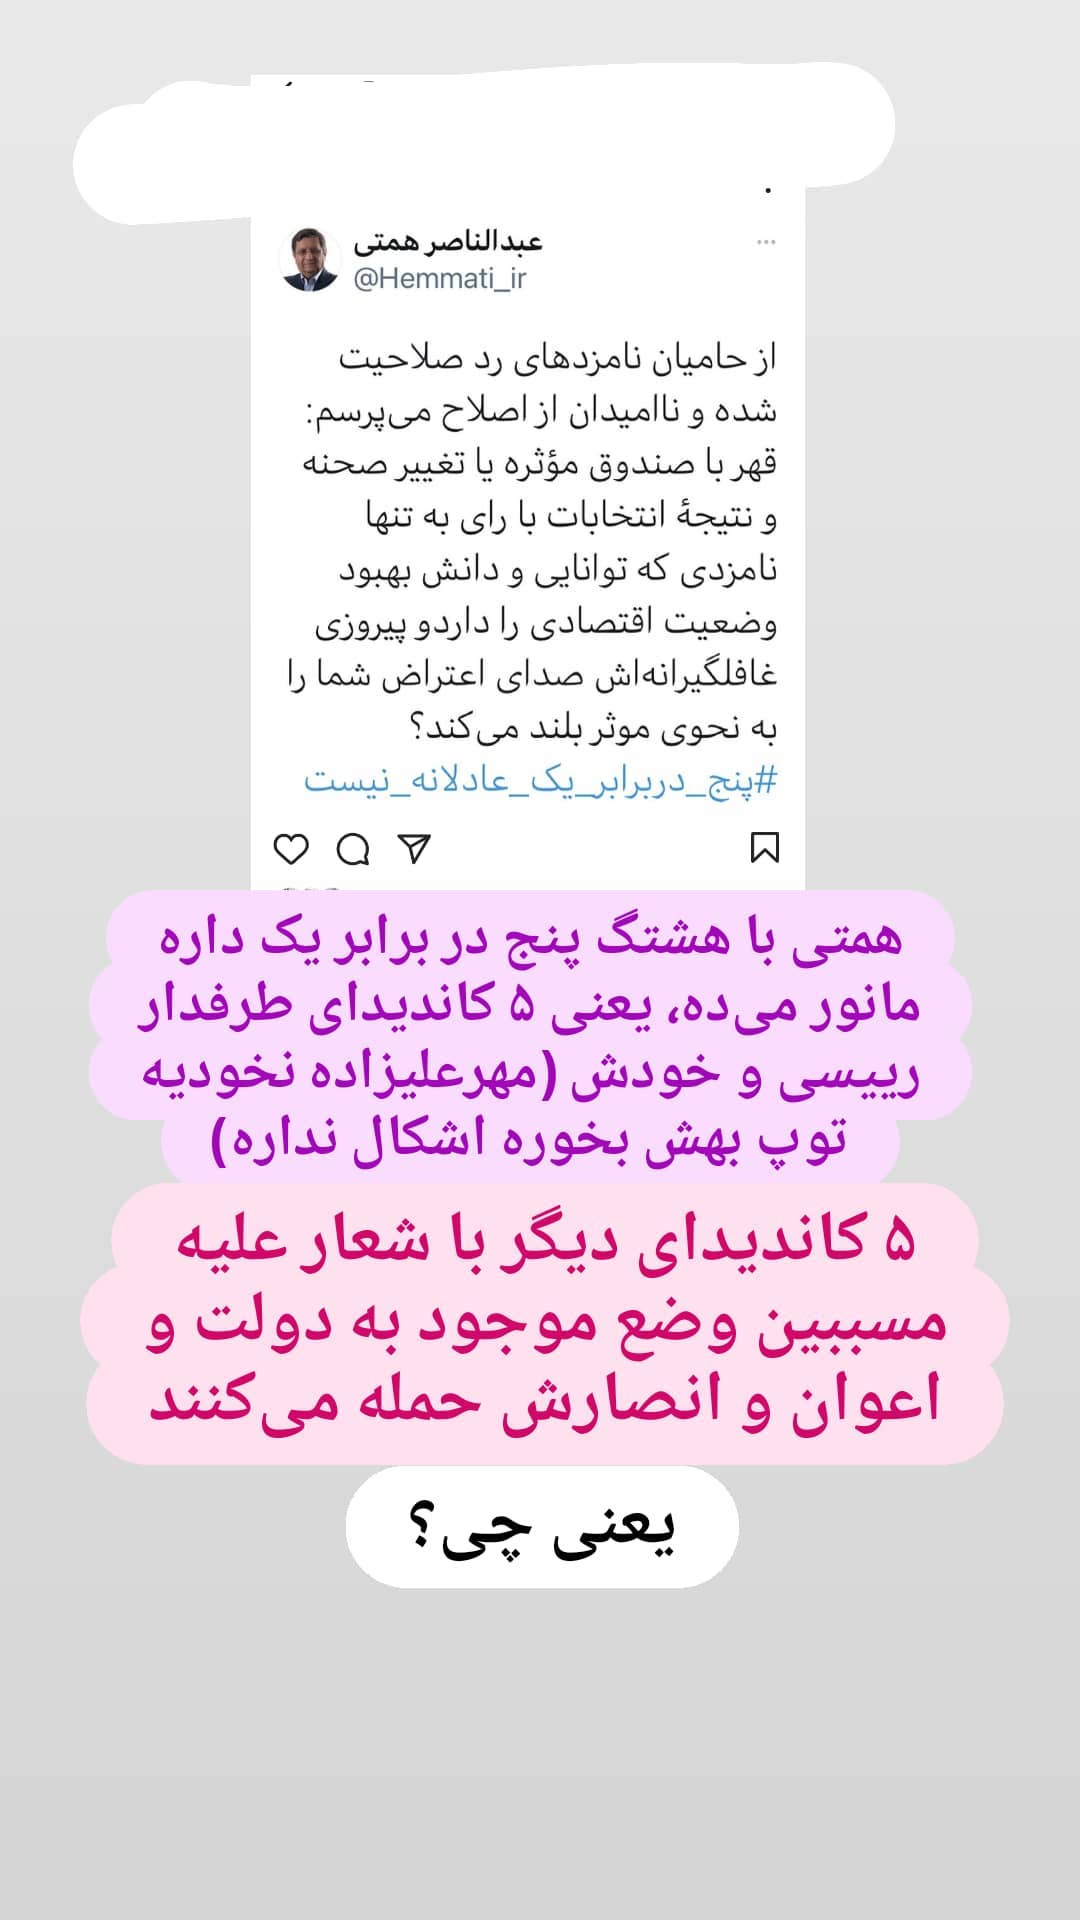 عبدالناصر همتی
@Hemmati_ir
از حامیان نامزدهای رد صلاحیت
شده و ناامیدان از اصلاح می‌پرسم:
قهر با صندوق مؤثره یا تغییر صحنه
و نتیجهٔ انتخابات با رای به تنها
نامزدی که توانایی و دانش بهبود
وضعیت اقتصادی را داردو پیروزی
غافلگیرانه‌اش صدای اعتراض شما را
به نحوی موثر بلند می‌کند؟
#پنج_دربرابر_یک_عادلانه_نیست
همتی با هشتگ پنج در برابر یک داره
مانور می‌ده، یعنی ۵ کاندیدای طرفدار
رییسی و خودش (مهرعلیزاده نخودیه
توپ بهش بخوره اشکال نداره)
۵ کاندیدای دیگر با شعار علیه
مسببین وضع موجود به دولت و
اعوان و انصارش حمله می‌کنند
یعنی چی؟